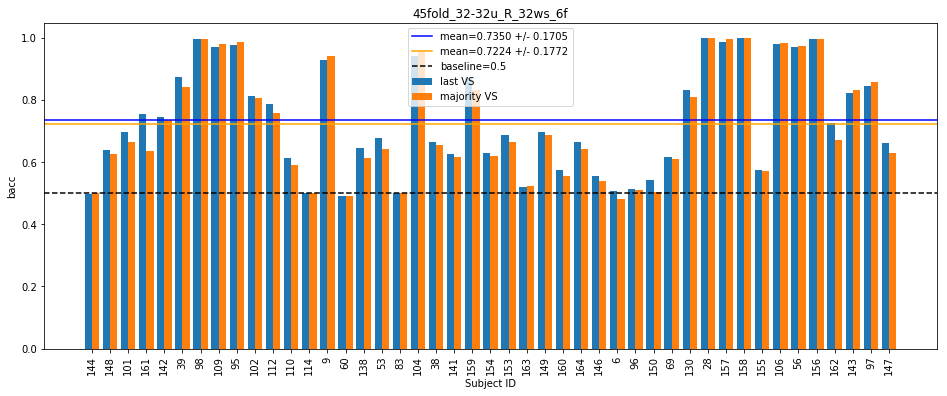 45fold_32-32u_R_32ws_6f
mean=0.7350 +/- 0.1705
mean=0.7224 +/- 0.1772
baseline=0.5
last VS
majority VS
bacc
1.0
0.8
0.6
0.4
0.2
0.0
144 148 101 161 142 39 98 109 95 102 112 110 114 9 60 138 53 83 104 38 141 159 154 153 163 149 160 164 146 6 96 150 69 130 28 157 158 155 106 56 156 162 143 97 147
Subject ID